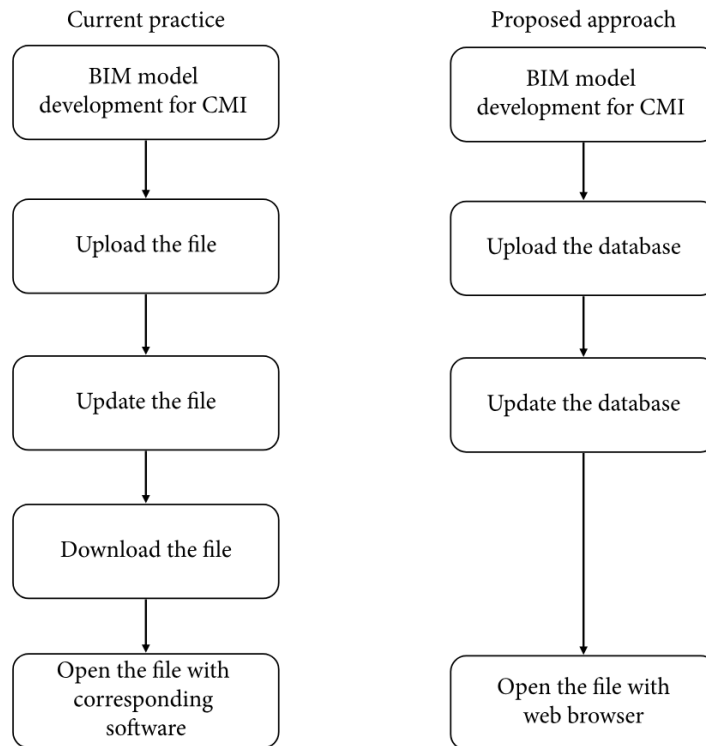 Current practice
BIM model
development for CMI
Upload the file
Update the file
Download the file
Open the file with
corresponding
software
Proposed approach
BIM model
development for CMI
Upload the database
Update the database
Open the file with
web browser